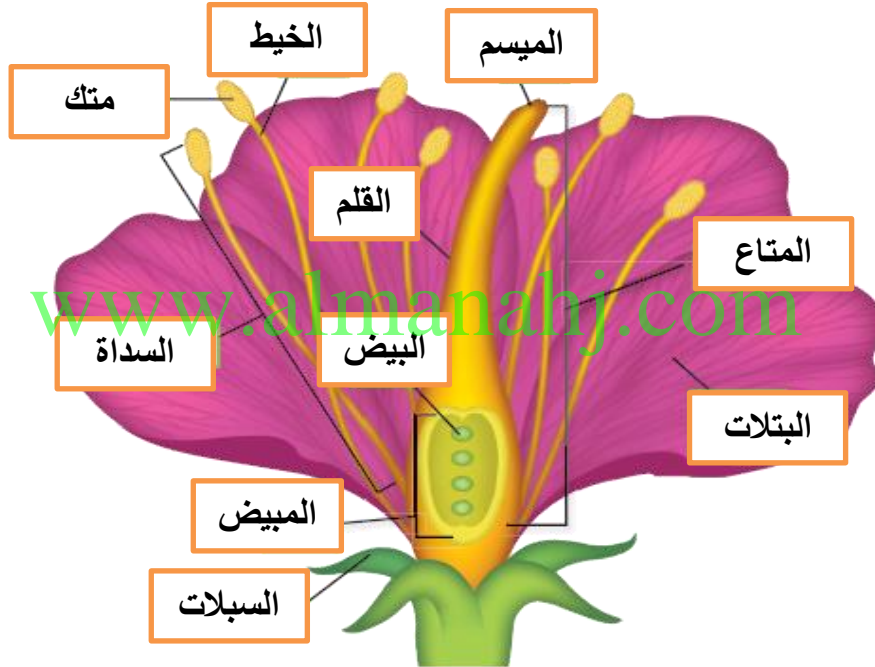 الميسم
الخيط
متك
القلم
المتاع
www.almanahj.com
السداة
البيض
البتلات
المبيض
السبلات